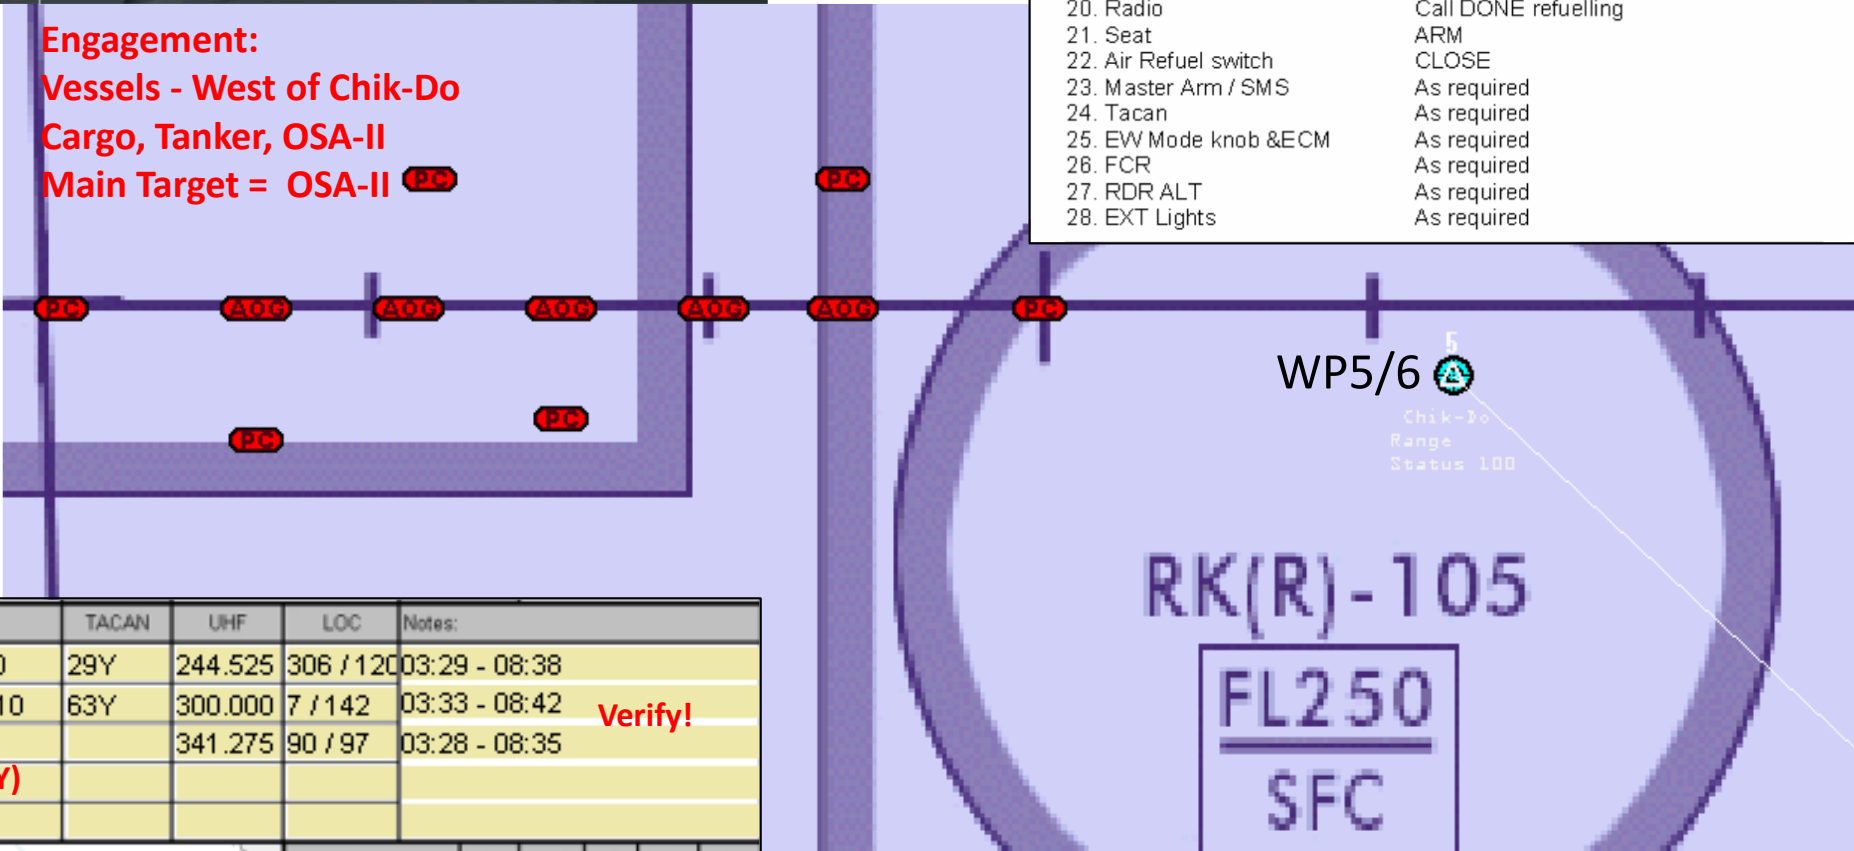 Engagement:
Vessels - West of Chik-Do
Cargo, Tanker, OSA-II
Main Target = OSA-II
PC
PC
20. Radio Call DONE refuelling
21. Seat ARM
22. Air Refuel switch CLOSE
23. Master Arm / SMS As required
24. Tacan As required
25. EW Mode knob &ECM As required
26. FCR As required
27. RDR ALT As required
28. EXT Lights As required
PC AOG AOG AOG AOG AOG PC
5
WP5/6
Chik-Do
Range
Status 100
PC
PC
RK(R)-105
FL250
SFC
TACAN UHF LOC Notes:
0 29Y 244.525 306 / 120 03:29 - 08:38
10 63Y 300.000 7 / 142 03:33 - 08:42
Verify!
341.275 90 / 97 03:28 - 08:35
Y)